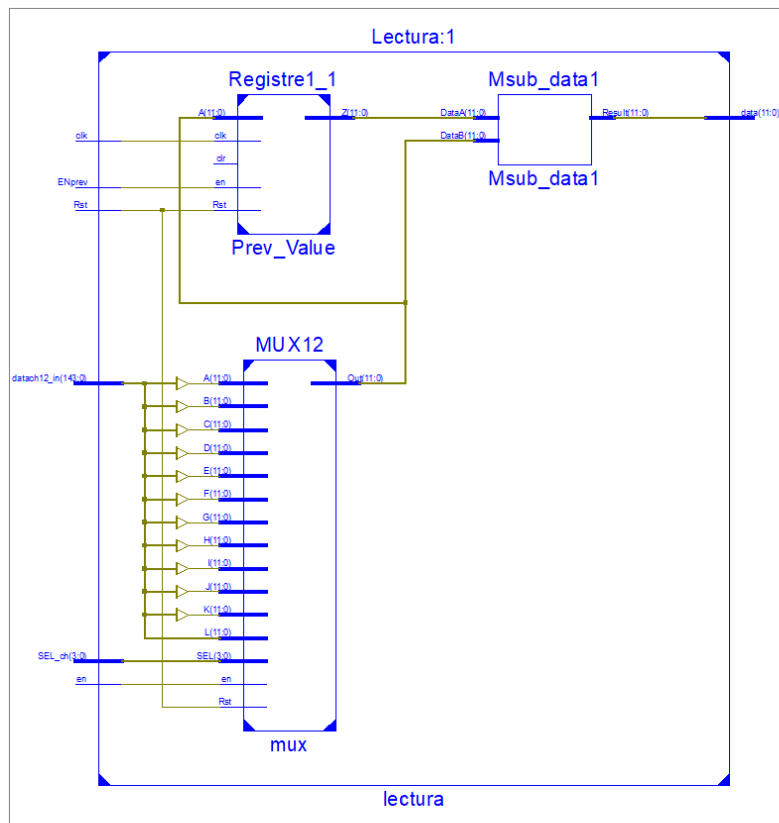 Lectura:1
Registre1_1
Msub_data1
A(11:0)
Z(11:0)
DataA(11:0)
Result(11:0)
data(11:0)
clk
clk
DataB(11:0)
clr
ENprev
en
Msub_data1
Rst
Rst
Prev_Value
MUX12
datach12_in(143:0)
A(11:0)
Out(11:0)
B(11:0)
C(11:0)
D(11:0)
E(11:0)
F(11:0)
G(11:0)
H(11:0)
I(11:0)
J(11:0)
K(11:0)
L(11:0)
SEL_ch(3:0)
SEL(3:0)
en
en
Rst
mux
lectura